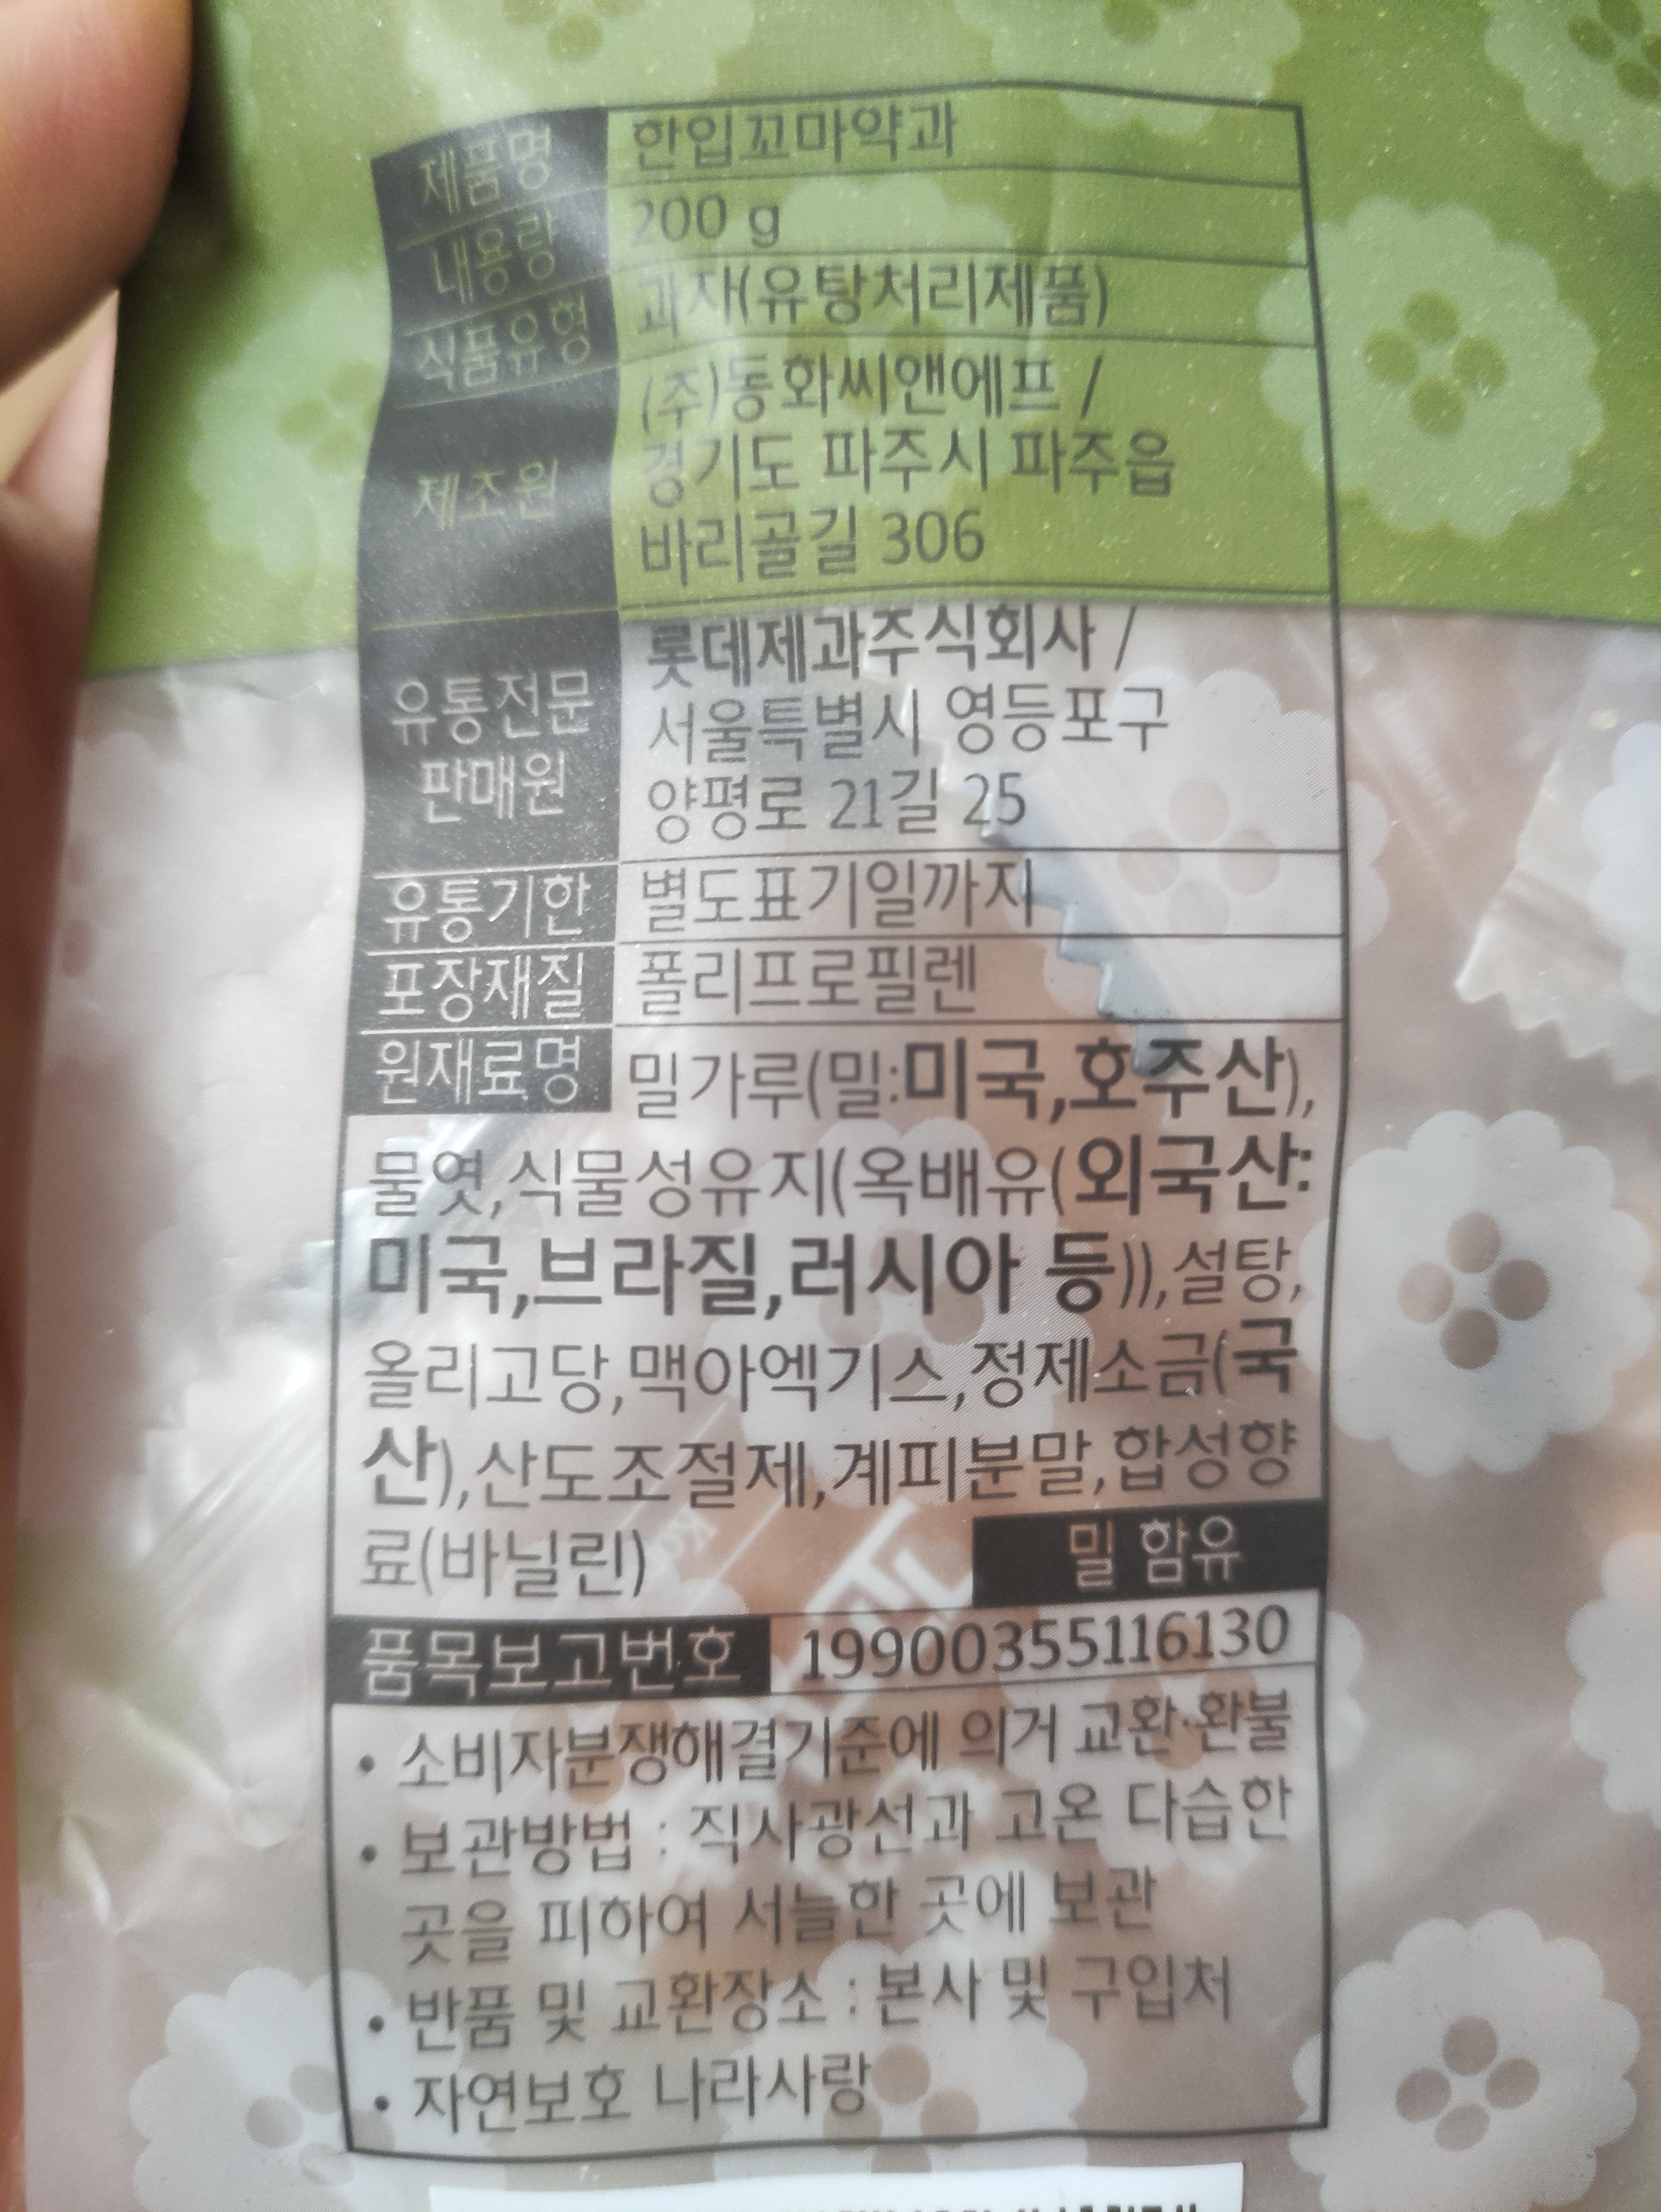 제품명 한입꼬마약과
내용량 200 g
식품유형 과자(유탕처리제품)
제조원 (주)동화씨앤에프 /
경기도 파주시 파주읍
바리골길 306
유통전문
판매원
롯데제과주식회사 /
서울특별시 영등포구
양평로 21길 25
유통기한 별도표기일까지
포장재질 폴리프로필렌
원재료명 밀가루(밀:미국,호주산),
물엿,식물성유지(옥배유(외국산:
미국,브라질,러시아 등)),설탕,
올리고당,맥아엑기스,정제소금(국
산),산도조절제,계피분말,합성향
료(바닐린) 밀 함유
품목보고번호 19900355116130
• 소비자분쟁해결기준에 의거 교환·환불
• 보관방법 : 직사광선과 고온 다습한
곳을 피하여 서늘한 곳에 보관
• 반품 및 교환장소 : 본사 및 구입처
• 자연보호 나라사랑